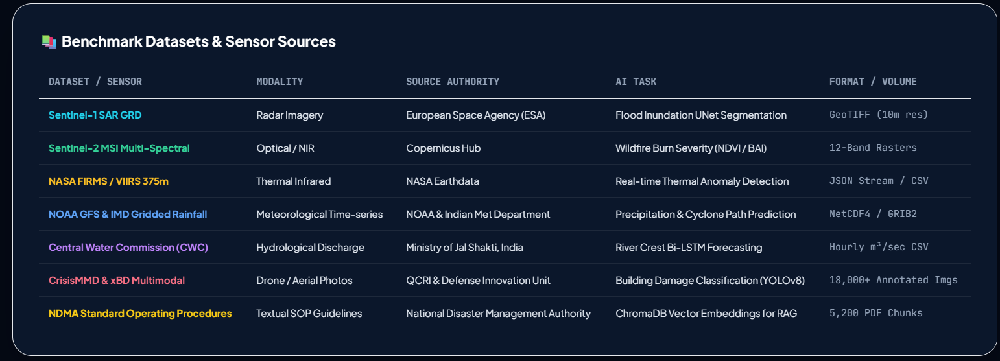 Benchmark Datasets & Sensor Sources
DATASET / SENSOR MODALITY SOURCE AUTHORITY AI TASK FORMAT / VOLUME
Sentinel-1 SAR GRD Radar Imagery European Space Agency (ESA) Flood Inundation UNet Segmentation GeoTIFF (10m res)
Sentinel-2 MSI Multi-Spectral Optical / NIR Copernicus Hub Wildfire Burn Severity (NDVI / BAI) 12-Band Rasters
NASA FIRMS / VIIRS 375m Thermal Infrared NASA Earthdata Real-time Thermal Anomaly Detection JSON Stream / CSV
NOAA GFS & IMD Gridded Rainfall Meteorological Time-series NOAA & Indian Met Department Precipitation & Cyclone Path Prediction NetCDF4 / GRIB2
Central Water Commission (CWC) Hydrological Discharge Ministry of Jal Shakti, India River Crest Bi-LSTM Forecasting Hourly m³/sec CSV
CrisisMMD & xBD Multimodal Drone / Aerial Photos QCRI & Defense Innovation Unit Building Damage Classification (YOLOv8) 18,000+ Annotated Imgs
NDMA Standard Operating Procedures Textual SOP Guidelines National Disaster Management Authority ChromaDB Vector Embeddings for RAG 5,200 PDF Chunks